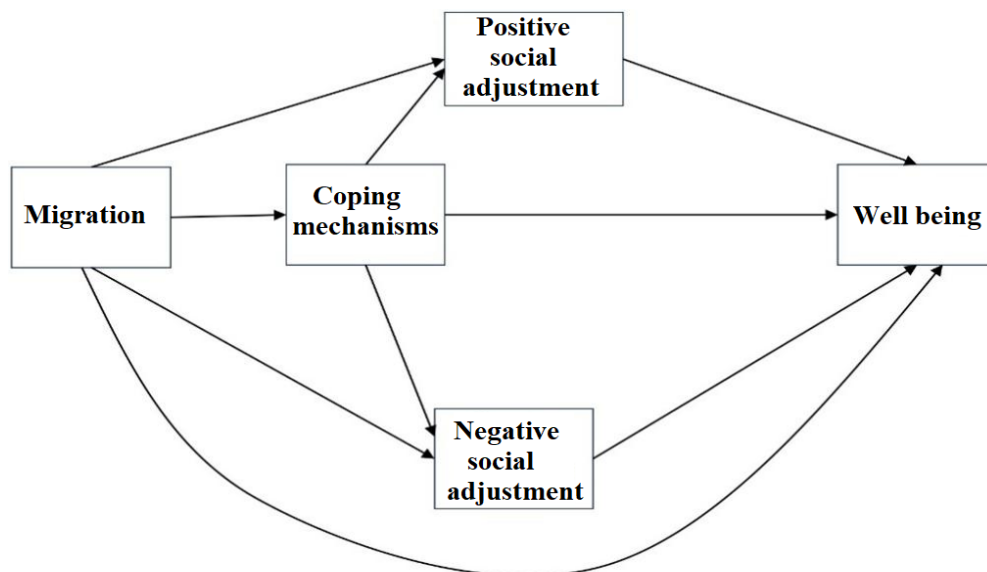 Positive
social
adjustment
Migration
Coping
mechanisms
Well being
Negative
social
adjustment